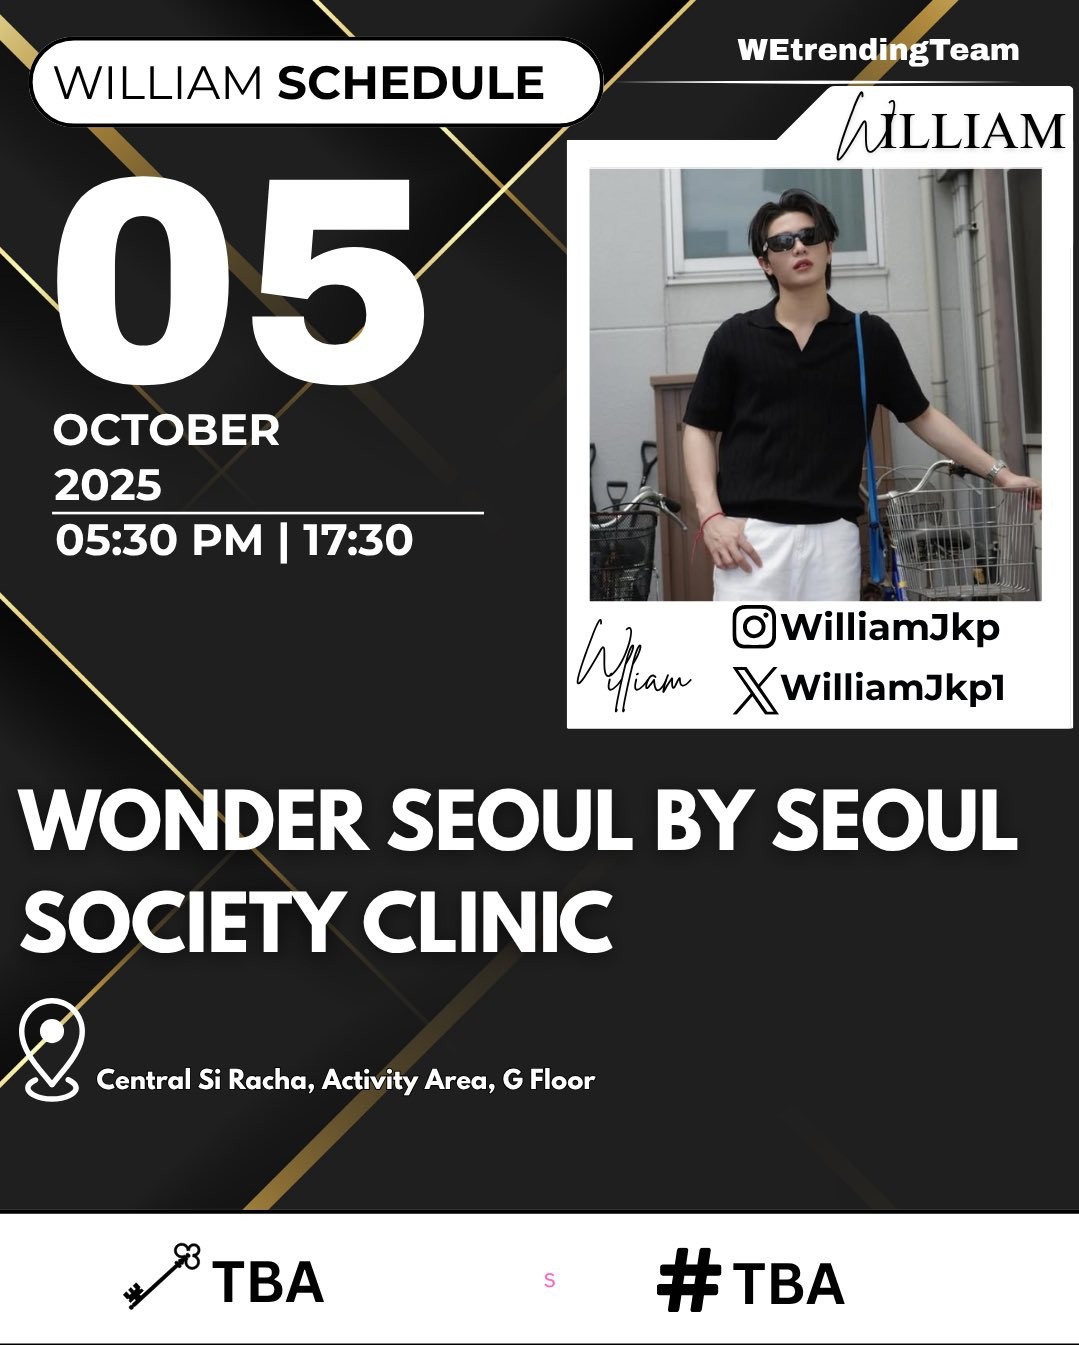 WILLIAM SCHEDULE
WEtrendingTeam
WILLIAM
05
OCTOBER
2025
05:30 PM | 17:30
William
WilliamJkp
WilliamJkp1
WONDER SEOUL BY SEOUL
SOCIETY CLINIC
Central Si Racha, Activity Area, G Floor
TBA
S
# TBA